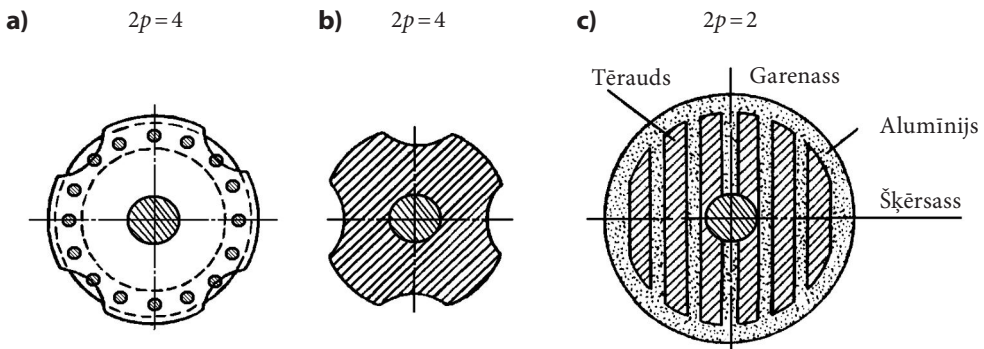 a) 2p = 4
b) 2p = 4
c) 2p = 2
Tērauds
Garenass
Alumīnijs
Šķērsass